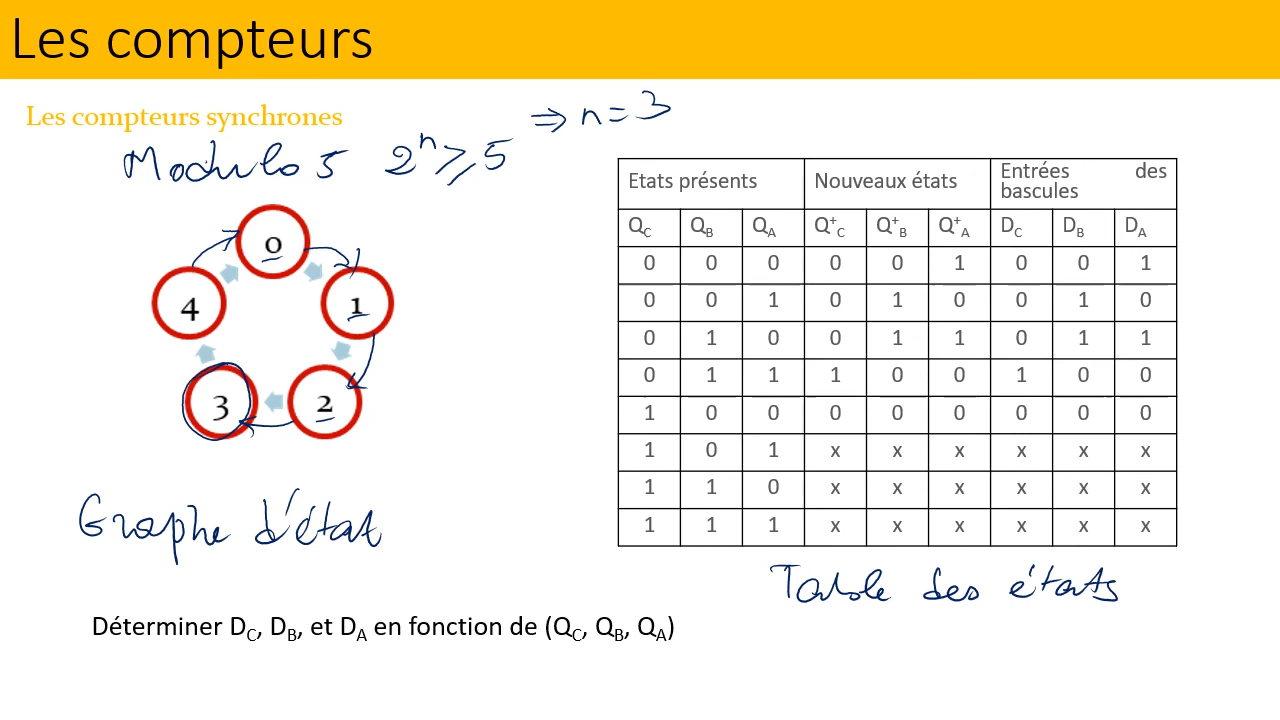 Les compteurs
Les compteurs synchrones
⇒ n = 3
Modulo 5 2ⁿ ≥ 5
0
1
2
3
4
Graphe d'état
Etats présents Nouveaux états Entrées des bascules
Q_C Q_B Q_A Q⁺_C Q⁺_B Q⁺_A D_C D_B D_A
0 0 0 0 0 1 0 0 1
0 0 1 0 1 0 0 1 0
0 1 0 0 1 1 0 1 1
0 1 1 1 0 0 1 0 0
1 0 0 0 0 0 0 0 0
1 0 1 x x x x x x
1 1 0 x x x x x x
1 1 1 x x x x x x
Table des états
Déterminer D_C, D_B, et D_A en fonction de (Q_C, Q_B, Q_A)